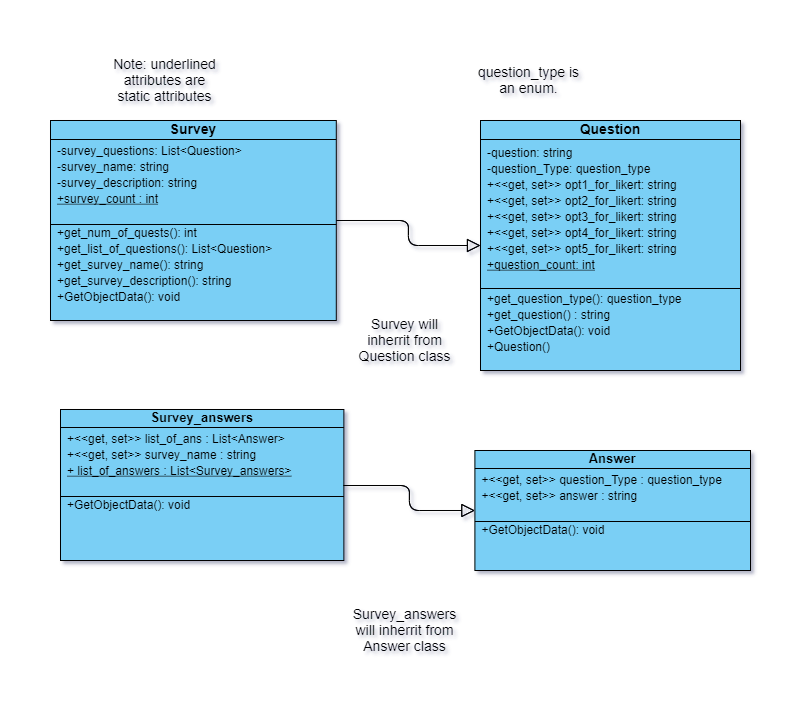 Note: underlined
attributes are
static attributes
question_type is
an enum.
Survey
-survey_questions: List<Question>
-survey_name: string
-survey_description: string
+survey_count : int
+get_num_of_quests(): int
+get_list_of_questions(): List<Question>
+get_survey_name(): string
+get_survey_description(): string
+GetObjectData(): void
Question
-question: string
-question_Type: question_type
+<<get, set>> opt1_for_likert: string
+<<get, set>> opt2_for_likert: string
+<<get, set>> opt3_for_likert: string
+<<get, set>> opt4_for_likert: string
+<<get, set>> opt5_for_likert: string
+question_count: int
+get_question_type(): question_type
+get_question() : string
+GetObjectData(): void
+Question()
Survey will
inherrit from
Question class
Survey_answers
+<<get, set>> list_of_ans : List<Answer>
+<<get, set>> survey_name : string
+ list_of_answers : List<Survey_answers>
+GetObjectData(): void
Answer
+<<get, set>> question_Type : question_type
+<<get, set>> answer : string
+GetObjectData(): void
Survey_answers
will inherrit from
Answer class